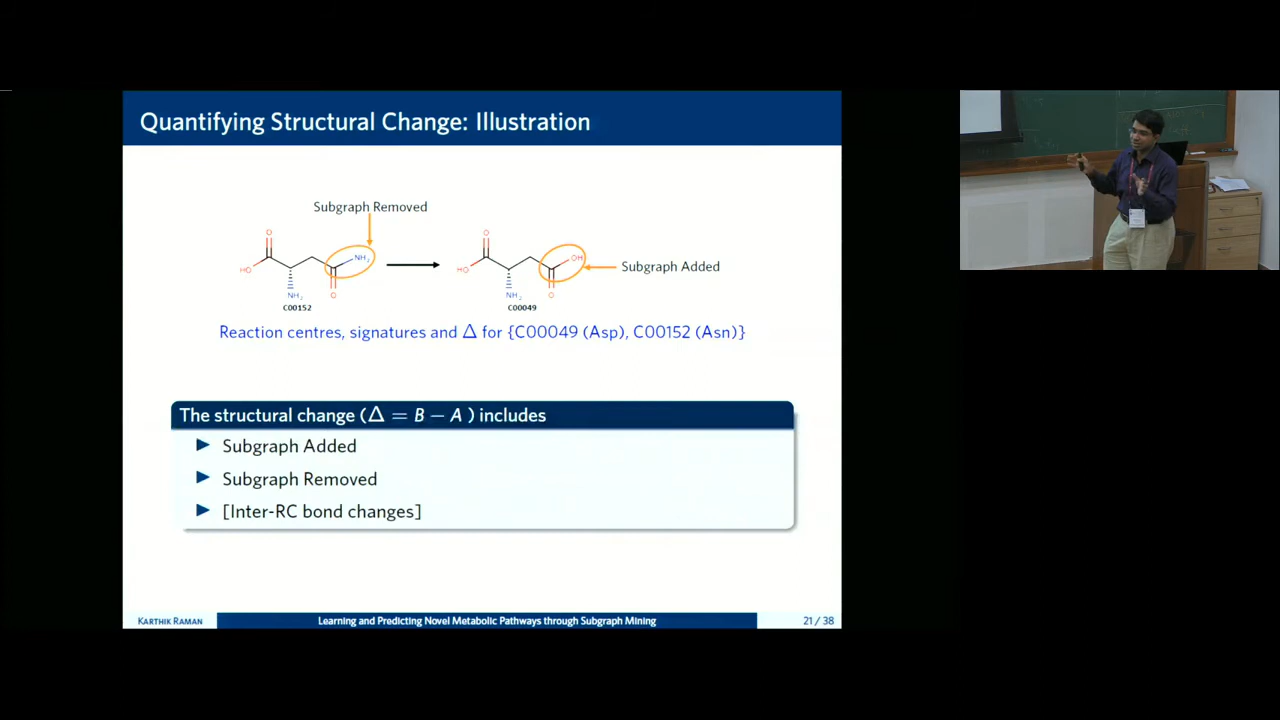 Quantifying Structural Change: Illustration
Subgraph Removed
O
HO
NH2
NH2
O
C00152
O
HO
OH
NH2
O
C00049
Subgraph Added
Reaction centres, signatures and Δ for {C00049 (Asp), C00152 (Asn)}
The structural change (Δ = B − A ) includes
Subgraph Added
Subgraph Removed
[Inter-RC bond changes]
KARTHIK RAMAN
Learning and Predicting Novel Metabolic Pathways through Subgraph Mining
21 / 38